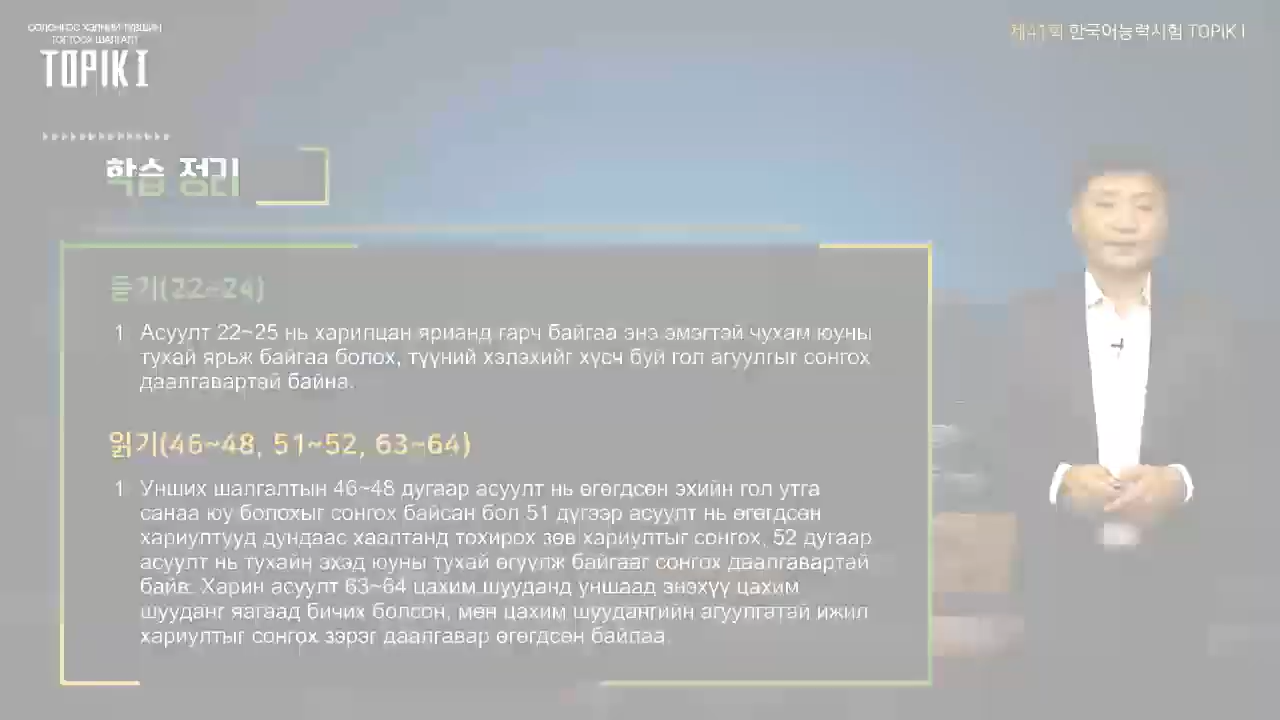 СОЛОНГОС ХЭЛНИЙ ТҮВШИН
ТОГТООХ ШАЛГАЛТ
TOPIK I
제41회 한국어능력시험 TOPIK I
학습 정리
듣기(22~24)
1 Асуулт 22~25 нь харилцан ярианд гарч байгаа энэ эмэгтэй чухам юуны
тухай ярьж байгаа болох, түүний хэлэхийг хүсч буй гол агуулгыг сонгох
даалгавартай байна.
읽기(46~48, 51~52, 63~64)
1 Унших шалгалтын 46~48 дугаар асуулт нь өгөгдсөн эхийн гол утга
санаа юу болохыг сонгох байсан бол 51 дүгээр асуулт нь өгөгдсөн
хариултууд дундаас хаалтанд тохирох зөв хариултыг сонгох, 52 дугаар
асуулт нь тухайн эхэд юуны тухай өгүүлж байгааг сонгох даалгавартай
Харин асуулт 63~64 цахим шууданд уншаад энэхүү цахим
шууданг яагаад бичих болсон, мөн цахим шуудангийн агуулгатай ижил
хариултыг сонгох зэрэг даалгавар өгөгдсөн байлаа.